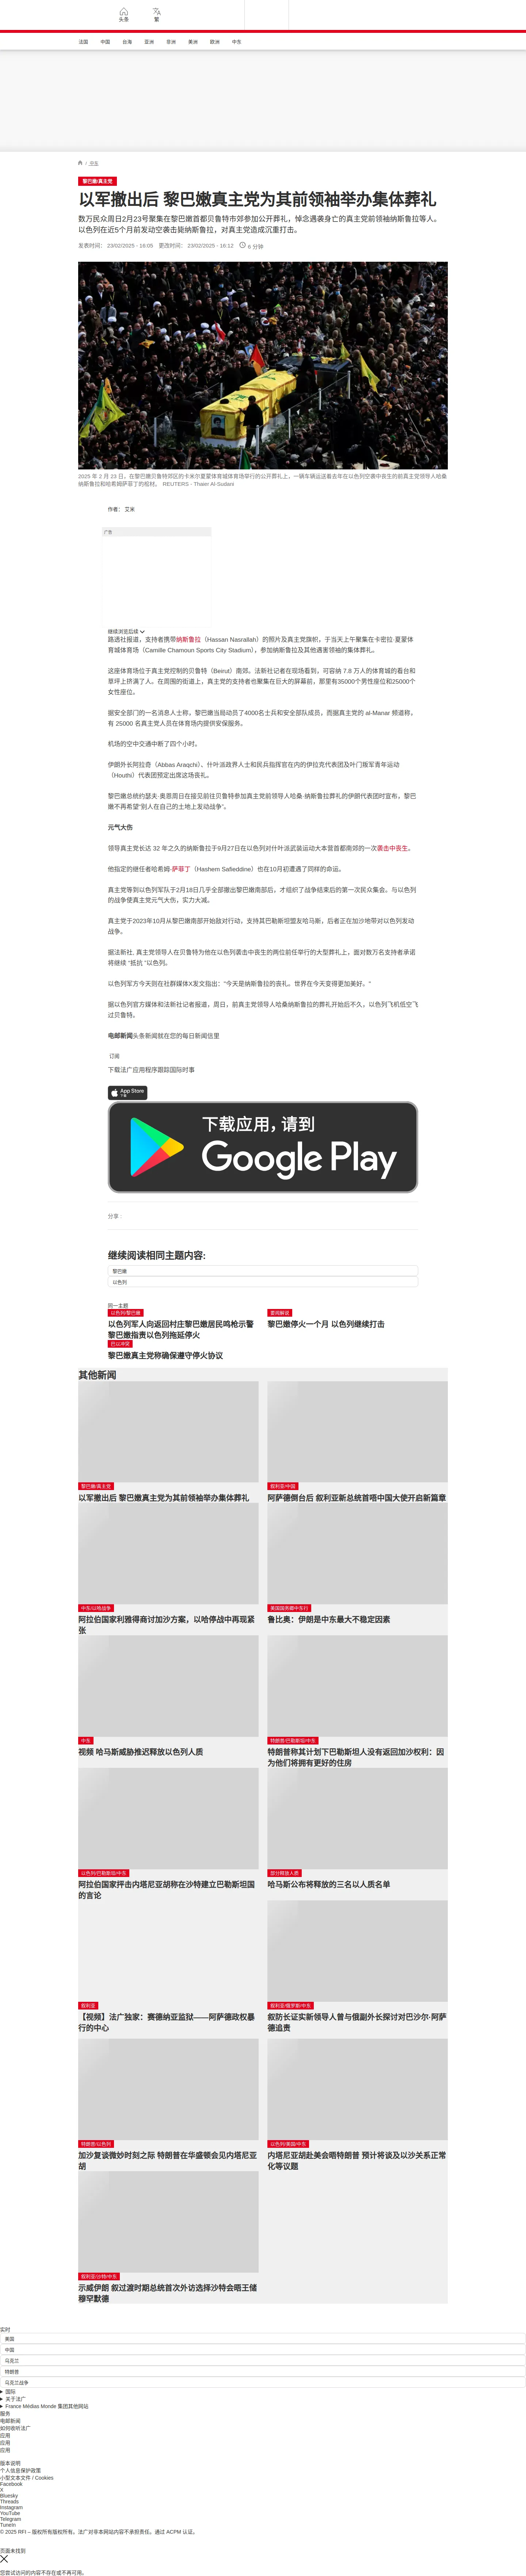 头条
繁
法国
中国
台海
亚洲
非洲
美洲
欧洲
中东
/ 中东
黎巴嫩/真主党
以军撤出后 黎巴嫩真主党为其前领袖举办集体葬礼
数万民众周日2月23号聚集在黎巴嫩首都贝鲁特市郊参加公开葬礼，悼念遇袭身亡的真主党前领袖纳斯鲁拉等人。
以色列在近5个月前发动空袭击毙纳斯鲁拉，对真主党造成沉重打击。
发表时间： 23/02/2025 - 16:05 更改时间： 23/02/2025 - 16:12 6 分钟
2025 年 2 月 23 日，在黎巴嫩贝鲁特郊区的卡米尔夏蒙体育城体育场举行的公开葬礼上，一辆车辆运送着去年在以色列空袭中丧生的前真主党领导人哈桑
纳斯鲁拉和哈希姆萨菲丁的棺材。 REUTERS - Thaier Al-Sudani
作者： 艾米
广告
继续浏览后续
路透社报道，支持者携带纳斯鲁拉（Hassan Nasrallah）的照片及真主党旗帜，于当天上午聚集在卡密拉·夏蒙体
育城体育场（Camille Chamoun Sports City Stadium），参加纳斯鲁拉及其他遇害领袖的集体葬礼。
这座体育场位于真主党控制的贝鲁特（Beirut）南郊。法新社记者在现场看到，可容纳 7.8 万人的体育城的看台和
草坪上挤满了人。在周围的街道上，真主党的支持者也聚集在巨大的屏幕前，那里有35000个男性座位和25000个
女性座位。
据安全部门的一名消息人士称，黎巴嫩当局动员了4000名士兵和安全部队成员，而据真主党的 al-Manar 频道称，
有 25000 名真主党人员在体育场内提供安保服务。
机场的空中交通中断了四个小时。
伊朗外长阿拉奇（Abbas Araqchi）、什叶派政界人士和民兵指挥官在内的伊拉克代表团及叶门叛军青年运动
（Houthi）代表团预定出席这场丧礼。
黎巴嫩总统约瑟夫·奥恩周日在接见前往贝鲁特参加真主党前领导人哈桑·纳斯鲁拉葬礼的伊朗代表团时宣布，黎巴
嫩不再希望“别人在自己的土地上发动战争”。
元气大伤
领导真主党长达 32 年之久的纳斯鲁拉于9月27日在以色列对什叶派武装运动大本营首都南郊的一次袭击中丧生。
他指定的继任者哈希姆·萨菲丁（Hashem Safieddine）也在10月初遭遇了同样的命运。
真主党等到以色列军队于2月18日几乎全部撤出黎巴嫩南部后，才组织了战争结束后的第一次民众集会。与以色列
的战争使真主党元气大伤，实力大减。
真主党于2023年10月从黎巴嫩南部开始敌对行动，支持其巴勒斯坦盟友哈马斯，后者正在加沙地带对以色列发动
战争。
据法新社, 真主党领导人在贝鲁特为他在以色列袭击中丧生的两位前任举行的大型葬礼上，面对数万名支持者承诺
将继续 “抵抗 ”以色列。
以色列军方今天则在社群媒体X发文指出：“今天是纳斯鲁拉的丧礼。世界在今天变得更加美好。”
据以色列官方媒体和法新社记者报道，周日，前真主党领导人哈桑纳斯鲁拉的葬礼开始后不久，以色列飞机低空飞
过贝鲁特。
电邮新闻头条新闻就在您的每日新闻信里
订阅
下载法广应用程序跟踪国际时事
App Store
下载
下载应用，请到
Google Play
分享 :
继续阅读相同主题内容:
黎巴嫩
以色列
同一主题
以色列/黎巴嫩
以色列军人向返回村庄黎巴嫩居民鸣枪示警
黎巴嫩指责以色列拖延停火
要闻解说
黎巴嫩停火一个月 以色列继续打击
巴以冲突
黎巴嫩真主党称确保遵守停火协议
其他新闻
黎巴嫩/真主党
以军撤出后 黎巴嫩真主党为其前领袖举办集体葬礼
叙利亚/中国
阿萨德倒台后 叙利亚新总统首唔中国大使开启新篇章
中东/以哈战争
阿拉伯国家利雅得商讨加沙方案，以哈停战中再现紧
张
美国国务卿中东行
鲁比奥：伊朗是中东最大不稳定因素
中东
视频 哈马斯威胁推迟释放以色列人质
特朗普/巴勒斯坦/中东
特朗普称其计划下巴勒斯坦人没有返回加沙权利：因
为他们将拥有更好的住房
以色列/巴勒斯坦/中东
阿拉伯国家抨击内塔尼亚胡称在沙特建立巴勒斯坦国
的言论
部分释放人质
哈马斯公布将释放的三名以人质名单
叙利亚
【视频】法广独家：赛德纳亚监狱——阿萨德政权暴
行的中心
叙利亚/俄罗斯/中东
叙防长证实新领导人曾与俄副外长探讨对巴沙尔·阿萨
德追责
特朗普/以色列
加沙复谈微妙时刻之际 特朗普在华盛顿会见内塔尼亚
胡
以色列/美国/中东
内塔尼亚胡赴美会晤特朗普 预计将谈及以沙关系正常
化等议题
叙利亚/沙特/中东
示威伊朗 叙过渡时期总统首次外访选择沙特会晤王储
穆罕默德
实时
美国
中国
乌克兰
特朗普
乌克兰战争
国际
关于法广
France Médias Monde 集团其他网站
服务
电邮新闻
如何收听法广
应用
应用
应用
版本说明
个人信息保护政策
小型文本文件 / Cookies
Facebook
X
Bluesky
Threads
Instagram
YouTube
Telegram
TuneIn
© 2025 RFI – 版权所有版权所有。法广对非本网站内容不承担责任。通过 ACPM 认证。
页面未找到
您尝试访问的内容不存在或不再可用。